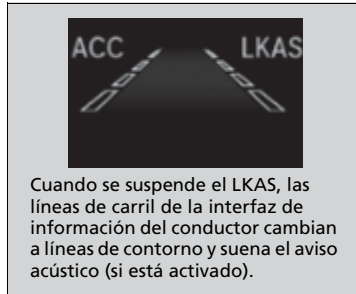 ACC LKAS
Cuando se suspende el LKAS, las
líneas de carril de la interfaz de
información del conductor cambian
a líneas de contorno y suena el aviso
acústico (si está activado).